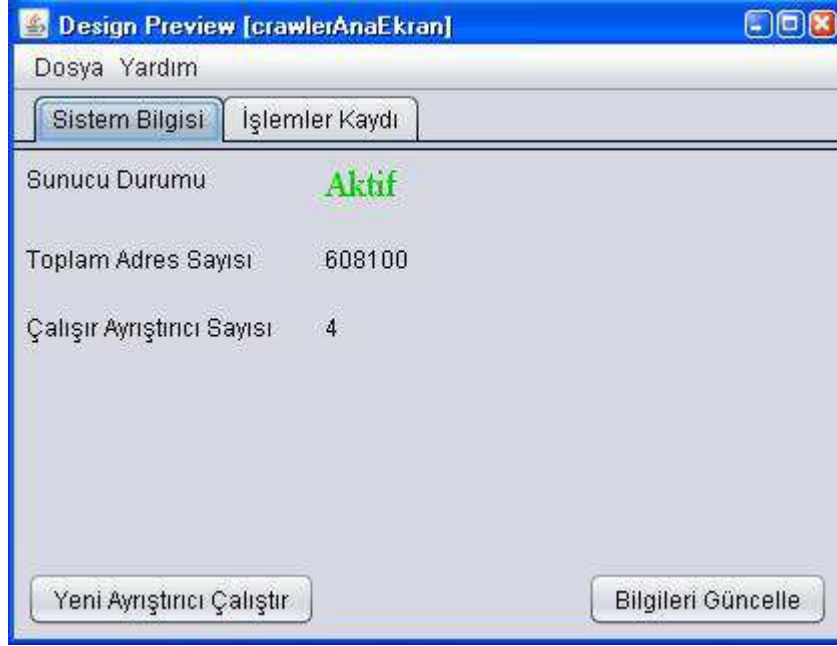 Design Preview [crawlerAnaEkran]
Dosya Yardım
Sistem Bilgisi İşlemler Kaydı
Sunucu Durumu Aktif
Toplam Adres Sayısı 608100
Çalışır Ayrıştırıcı Sayısı 4
Yeni Ayrıştırıcı Çalıştır Bilgileri Güncelle